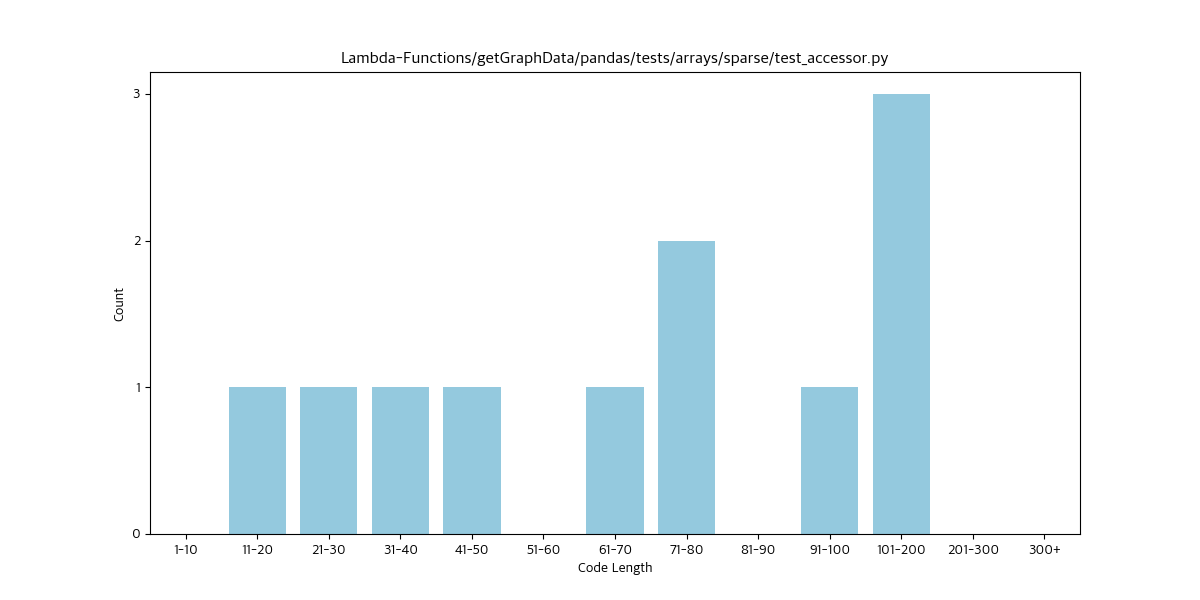 Lambda-Functions/getGraphData/pandas/tests/arrays/sparse/test_accessor.py
3
2
1
0
Count
1-10 11-20 21-30 31-40 41-50 51-60 61-70 71-80 81-90 91-100 101-200 201-300 300+
Code Length